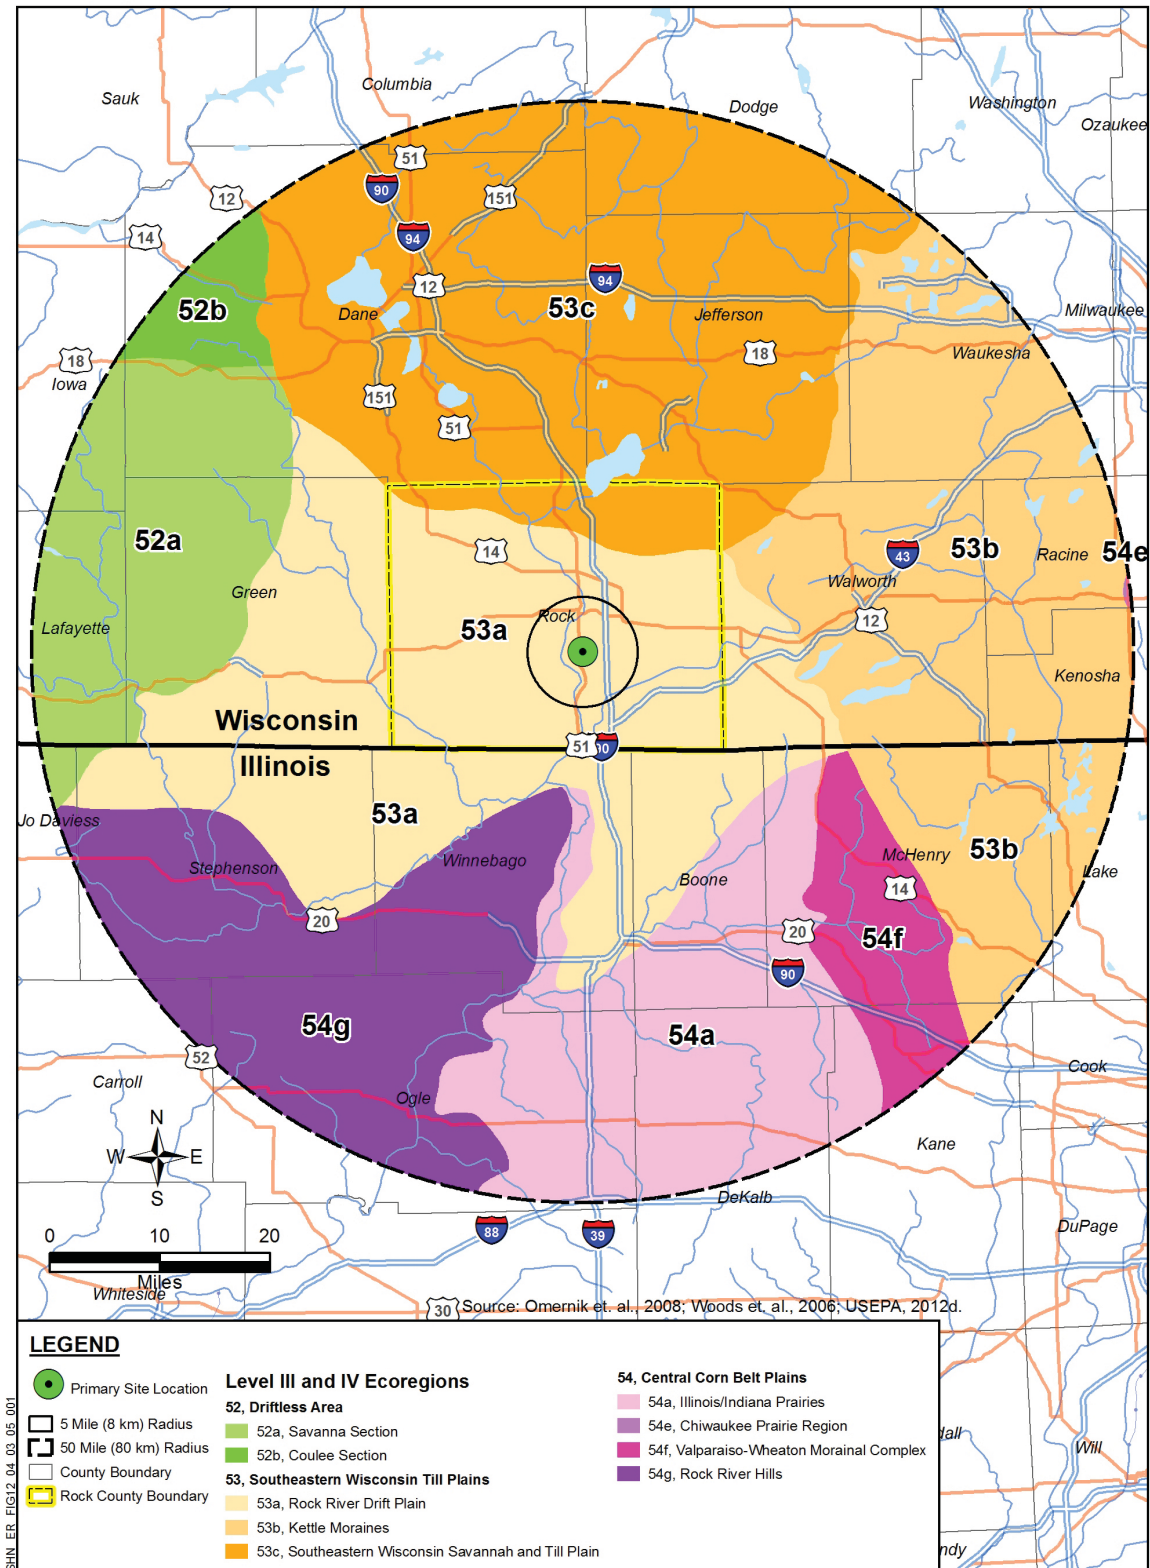 Columbia
Sauk
Dodge
Washington
Ozaukee
51
90
151
12
14
94
94
12
52b
53c
Dane
Jefferson
Milwaukee
18
18
Waukesha
Iowa
151
51
52a
14
43
53b
Racine
54e
Walworth
Green
Rock
12
Lafayette
53a
Kenosha
Wisconsin
51
90
Illinois
53a
Jo Daviess
Stephenson
Winnebago
Boone
McHenry
53b
14
Lake
20
20
54f
90
54g
54a
52
Carroll
Cook
Ogle
N
W E
S
Kane
DeKalb
DuPage
88
39
0 10 20
Miles
Whiteside
30
Source: Omernik et. al., 2008; Woods et. al., 2006; USEPA, 2012d.
LEGEND
Primary Site Location
5 Mile (8 km) Radius
50 Mile (80 km) Radius
County Boundary
Rock County Boundary
Level III and IV Ecoregions
52, Driftless Area
52a, Savanna Section
52b, Coulee Section
53, Southeastern Wisconsin Till Plains
53a, Rock River Drift Plain
53b, Kettle Moraines
53c, Southeastern Wisconsin Savannah and Till Plain
54, Central Corn Belt Plains
54a, Illinois/Indiana Prairies
54e, Chiwaukee Prairie Region
54f, Valparaiso-Wheaton Morainal Complex
54g, Rock River Hills
dall
Will
ndy
SHN_ER_FIG12_04_03_05_001